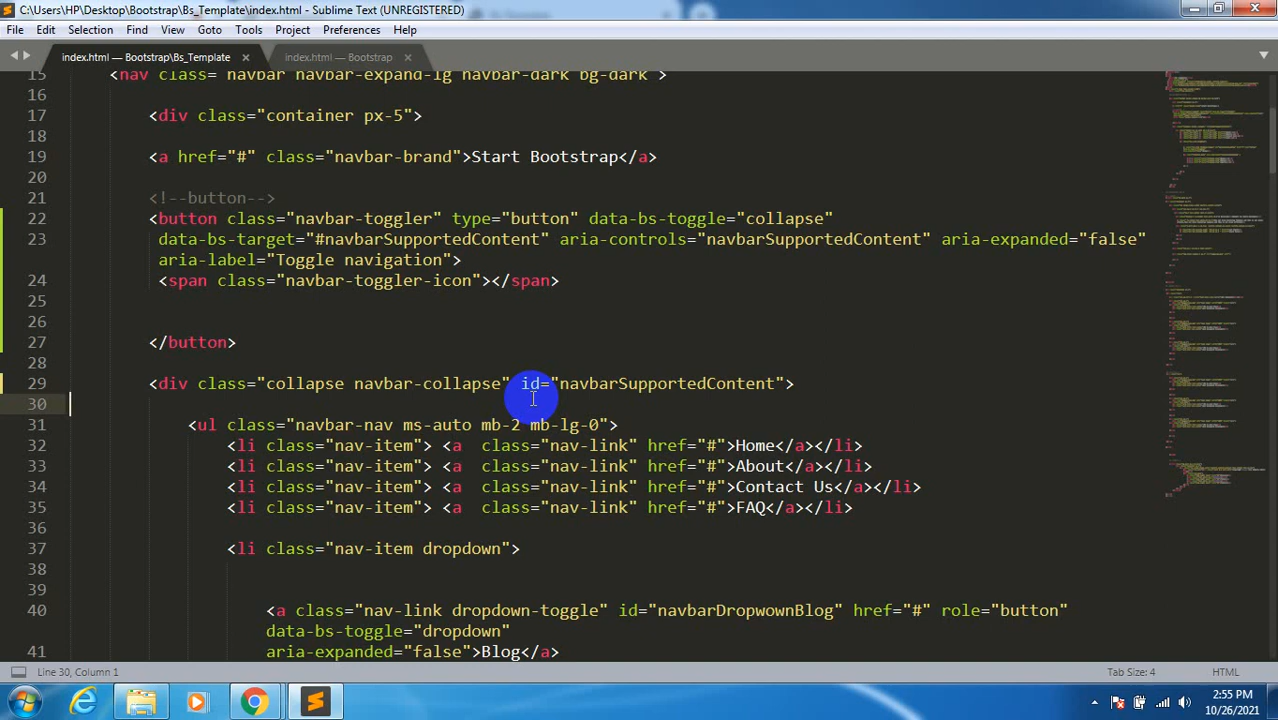 C:\Users\HP\Desktop\Bootstrap\Bs_Template\index.html - Sublime Text (UNREGISTERED)
File Edit Selection Find View Goto Tools Project Preferences Help
index.html — Bootstrap\Bs_Template × index.html — Bootstrap ×
15 <nav class="navbar navbar-expand-lg navbar-dark bg-dark">
16
17 <div class="container px-5">
18
19 <a href="#" class="navbar-brand">Start Bootstrap</a>
20
21 <!--button-->
22 <button class="navbar-toggler" type="button" data-bs-toggle="collapse"
23 data-bs-target="#navbarSupportedContent" aria-controls="navbarSupportedContent" aria-expanded="false"
aria-label="Toggle navigation">
24 <span class="navbar-toggler-icon"></span>
25
26
27 </button>
28
29 <div class="collapse navbar-collapse" id="navbarSupportedContent">
30
31 <ul class="navbar-nav ms-auto mb-2 mb-lg-0">
32 <li class="nav-item"> <a  class="nav-link" href="#">Home</a></li>
33 <li class="nav-item"> <a  class="nav-link" href="#">About</a></li>
34 <li class="nav-item"> <a  class="nav-link" href="#">Contact Us</a></li>
35 <li class="nav-item"> <a  class="nav-link" href="#">FAQ</a></li>
36
37 <li class="nav-item dropdown">
38
39
40 <a class="nav-link dropdown-toggle" id="navbarDropwownBlog" href="#" role="button"
data-bs-toggle="dropdown"
41 aria-expanded="false">Blog</a>
Line 30, Column 1 Tab Size: 4 HTML
2:55 PM
10/26/2021